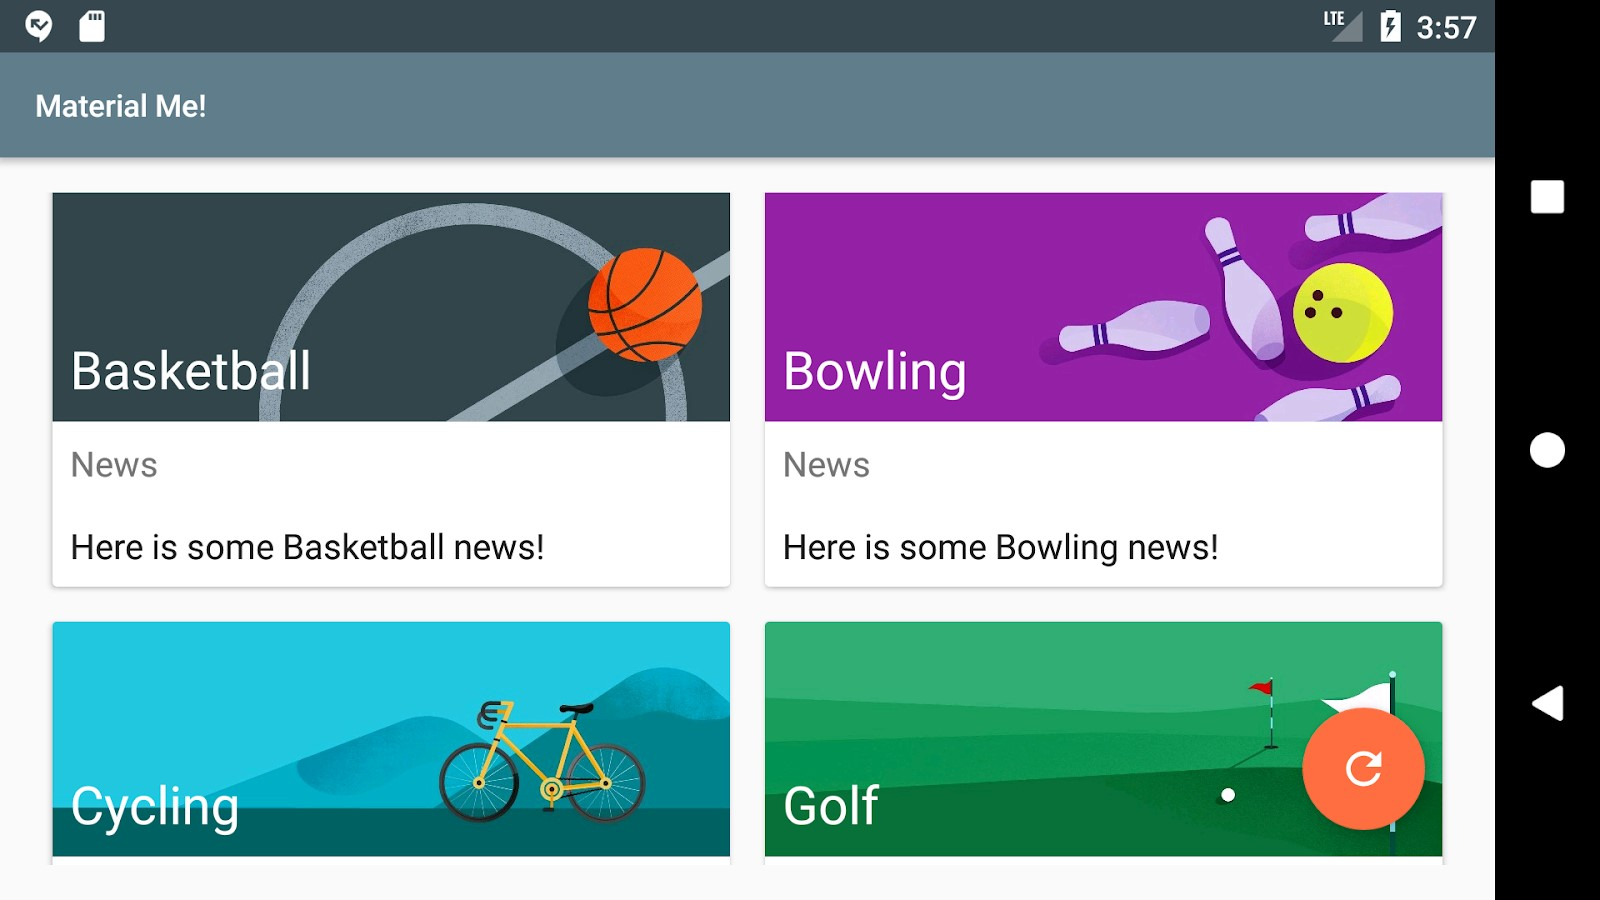 LTE 3:57
Material Me!
Basketball
News
Here is some Basketball news!
Bowling
News
Here is some Bowling news!
Cycling
Golf